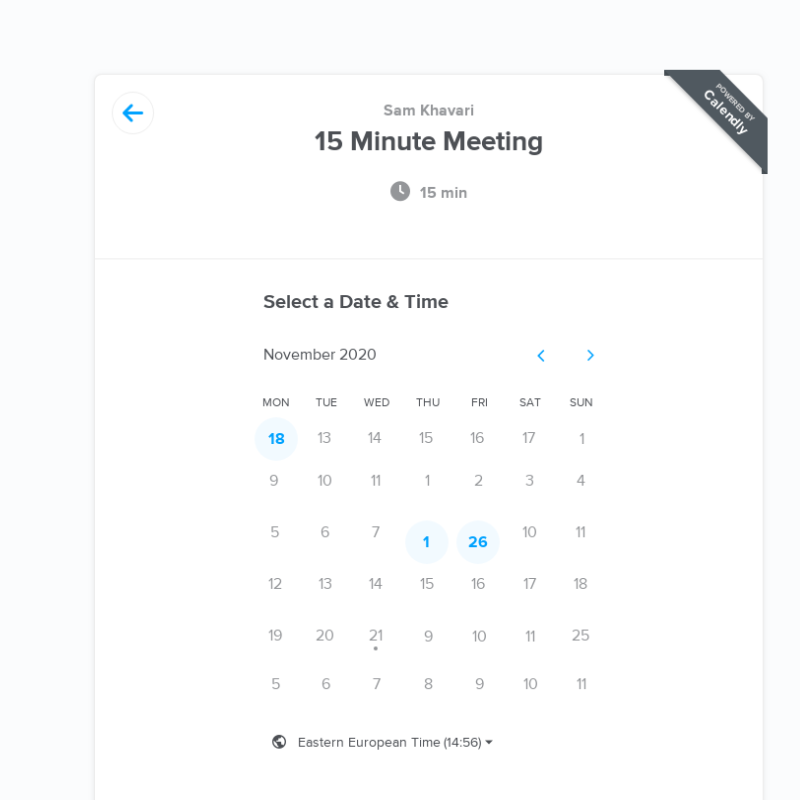 POWERED BY
Calendly
Sam Khavari
15 Minute Meeting
15 min
Select a Date & Time
November 2020
MON TUE WED THU FRI SAT SUN
18 13 14 15 16 17 1
9 10 11 1 2 3 4
5 6 7 1 26 10 11
12 13 14 15 16 17 18
19 20 21 9 10 11 25
5 6 7 8 9 10 11
Eastern European Time (14:56)